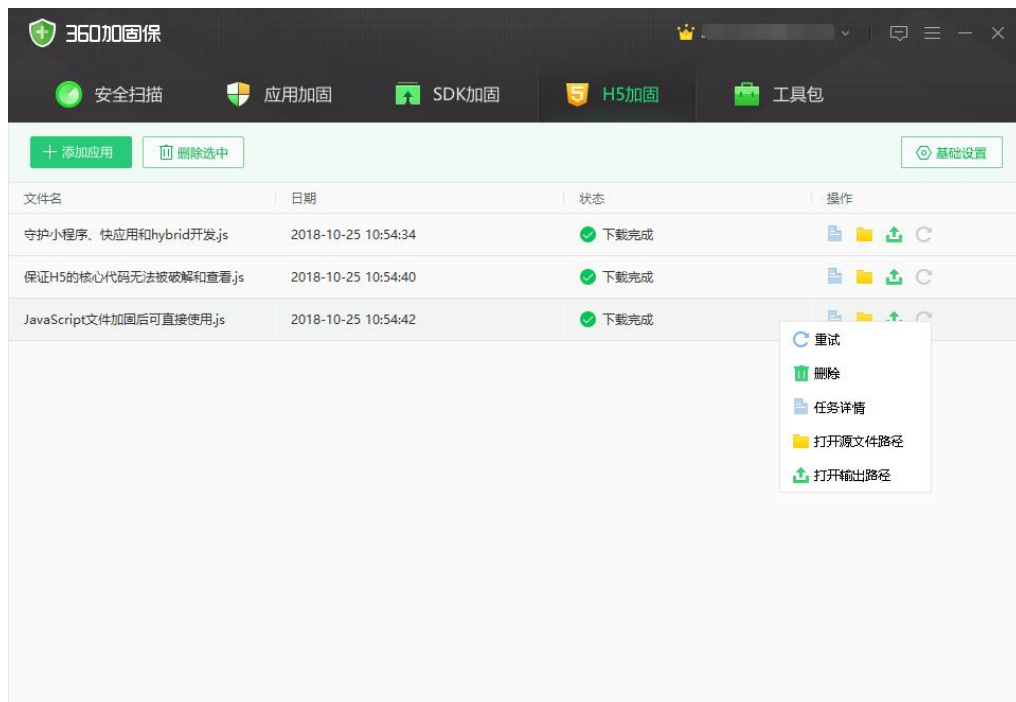 360加固保
安全扫描 应用加固 SDK加固 H5加固 工具包
添加应用 删除选中 基础设置
文件名 日期 状态 操作
守护小程序、快应用和hybrid开发.js 2018-10-25 10:54:34 下载完成
保证H5的核心代码无法被破解和查看.js 2018-10-25 10:54:40 下载完成
JavaScript文件加固后可直接使用.js 2018-10-25 10:54:42 下载完成
重试
删除
任务详情
打开原文件路径
打开输出路径